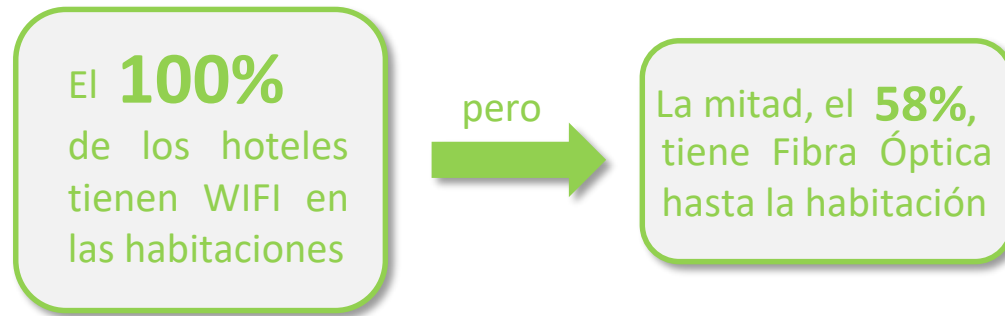 El 100%
de los hoteles
tienen WIFI en
las habitaciones
pero
La mitad, el 58%,
tiene Fibra Óptica
hasta la habitación